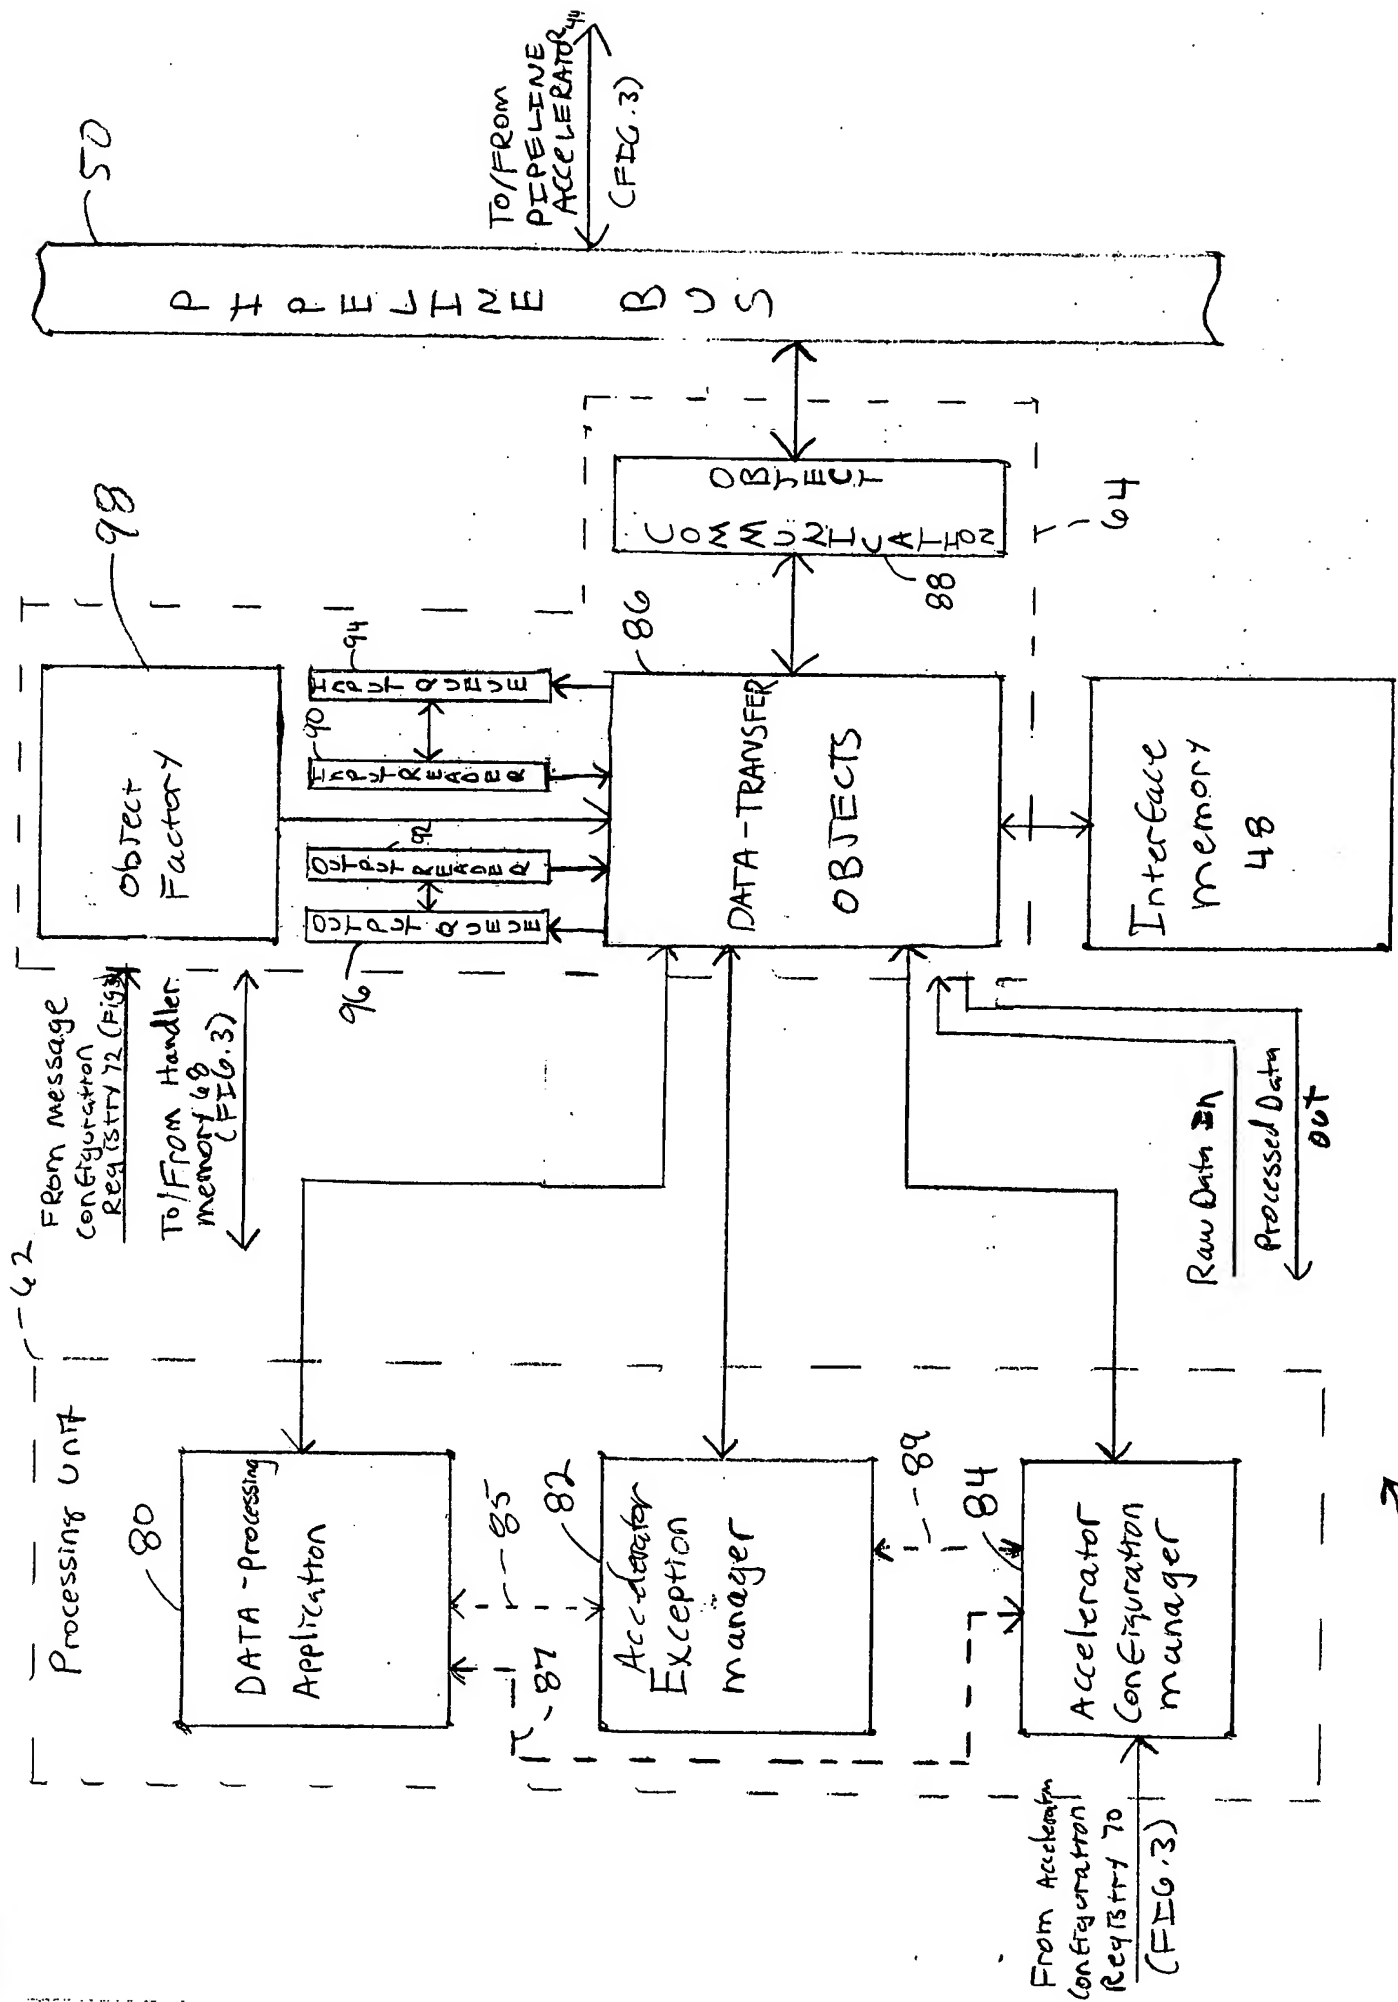 Processing Unit
62
80
DATA-processing
Application
85
87
82
Accelerator
Exception
manager
89
84
Accelerator
Configuration
manager
From Accelerator
Configuration
Registry 70
(FIG.3)
FROM Message
Configuration
Registry 72 (Fig 3)
To/From Handler
memory 68
(FIG.3)
Raw Data In
Processed Data
OUT
98
Object
Factory
96
OUTPUT QUEUE
92
OUTPUT READER
90
INPUT READER
94
INPUT QUEUE
86
DATA-TRANSFER
OBJECTS
Interface
memory
48
88
COMMUNICATION
OBJECT
64
PIPELINE BUS
50
TO/FROM
PIPELINE
ACCELERATOR 44
(FIG.3)